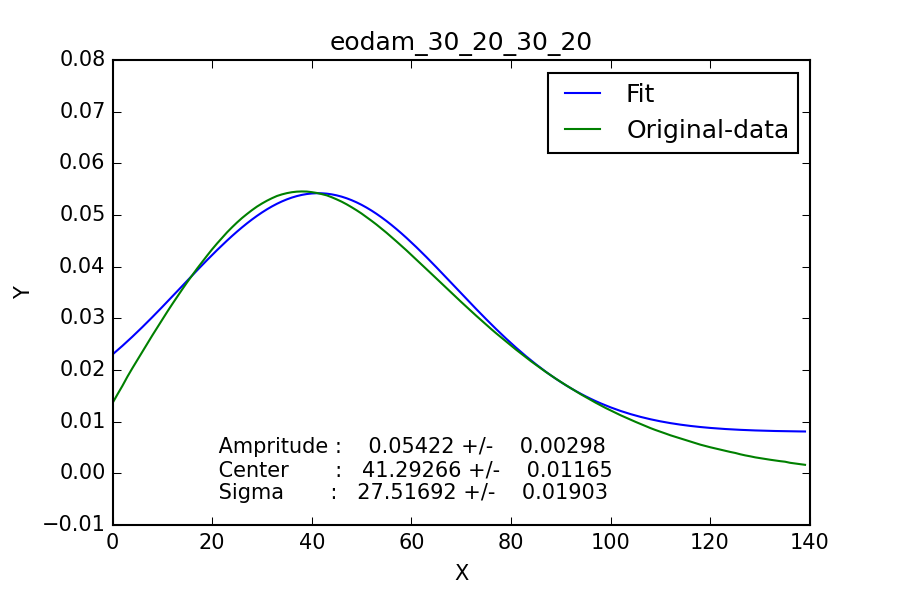 eodam_30_20_30_20
0.08
0.07
0.06
0.05
0.04
0.03
0.02
0.01
0.00
−0.01
Y
Fit
Original-data
Ampritude : 0.05422 +/- 0.00298
Center : 41.29266 +/- 0.01165
Sigma : 27.51692 +/- 0.01903
0 20 40 60 80 100 120 140
X